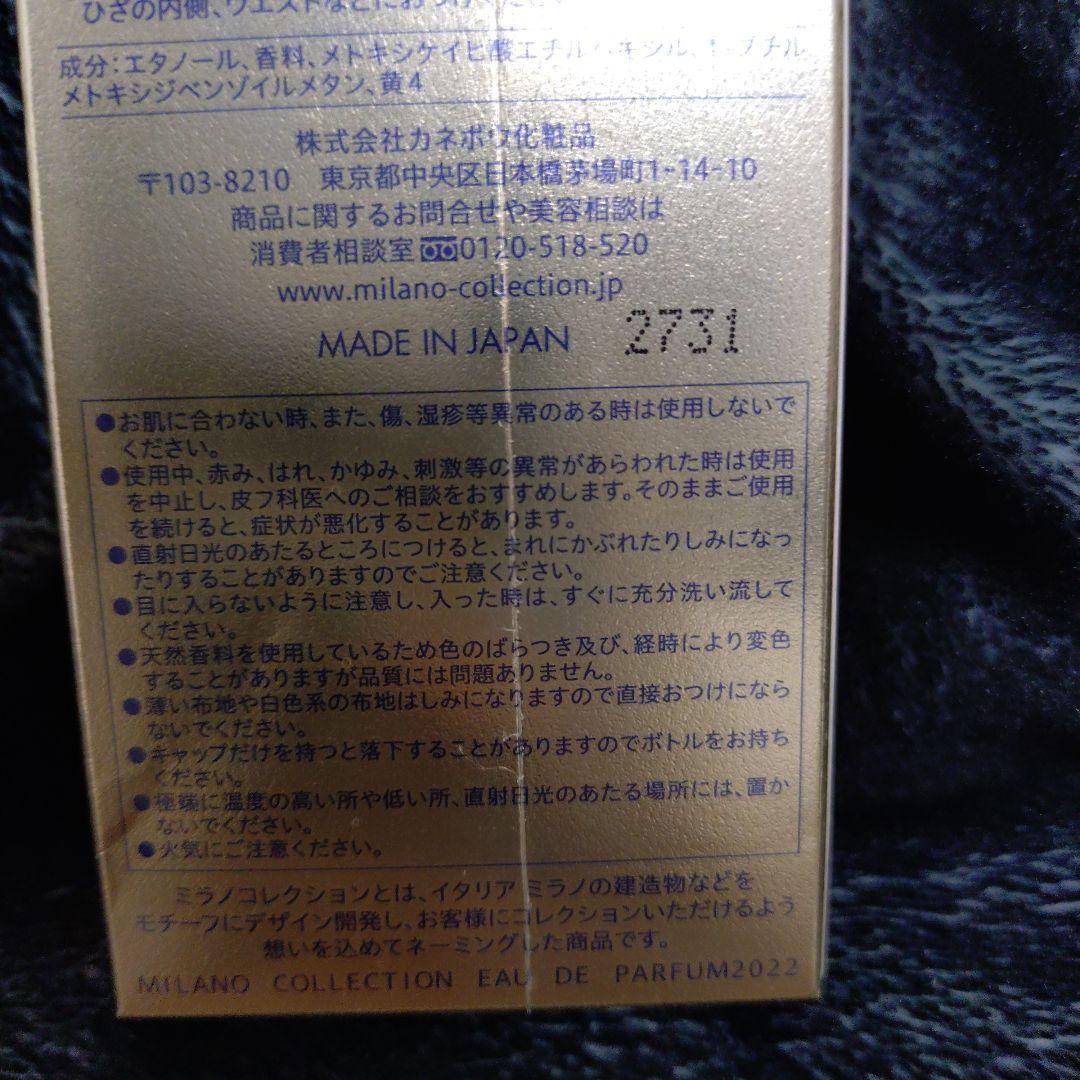 ひざの内側、ウエストなどにおつけください
成分:エタノール、香料、メトキシケイヒ酸エチルヘキシル、t-ブチル
メトキシジベンゾイルメタン、黄4
株式会社カネボウ化粧品
〒103-8210 東京都中央区日本橋茅場町1-14-10
商品に関するお問合せや美容相談は
消費者相談室 0120-518-520
www.milano-collection.jp
MADE IN JAPAN 2731
●お肌に合わない時、また、傷、湿疹等異常のある時は使用しないで
ください。
●使用中、赤み、はれ、かゆみ、刺激等の異常があらわれた時は使用
を中止し、皮フ科医へのご相談をおすすめします。そのままご使用
を続けると、症状が悪化することがあります。
●直射日光のあたるところにつけると、まれにかぶれたりしみになっ
たりすることがありますのでご注意ください。
●目に入らないように注意し、入った時は、すぐに充分洗い流して
ください。
●天然香料を使用しているため色のばらつき及び、経時により変色
することがありますが品質には問題ありません。
●薄い布地や白色系の布地はしみになりますので直接おつけになら
ないでください。
●キャップだけを持つと落下することがありますのでボトルをお持ち
ください。
●極端に温度の高い所や低い所、直射日光のあたる場所には、置か
ないでください。
●火気にご注意ください。
ミラノコレクションとは、イタリア ミラノの建造物などを
モチーフにデザイン開発し、お客様にコレクションいただけるよう
想いを込めてネーミングした商品です。
MILANO COLLECTION EAU DE PARFUM2022